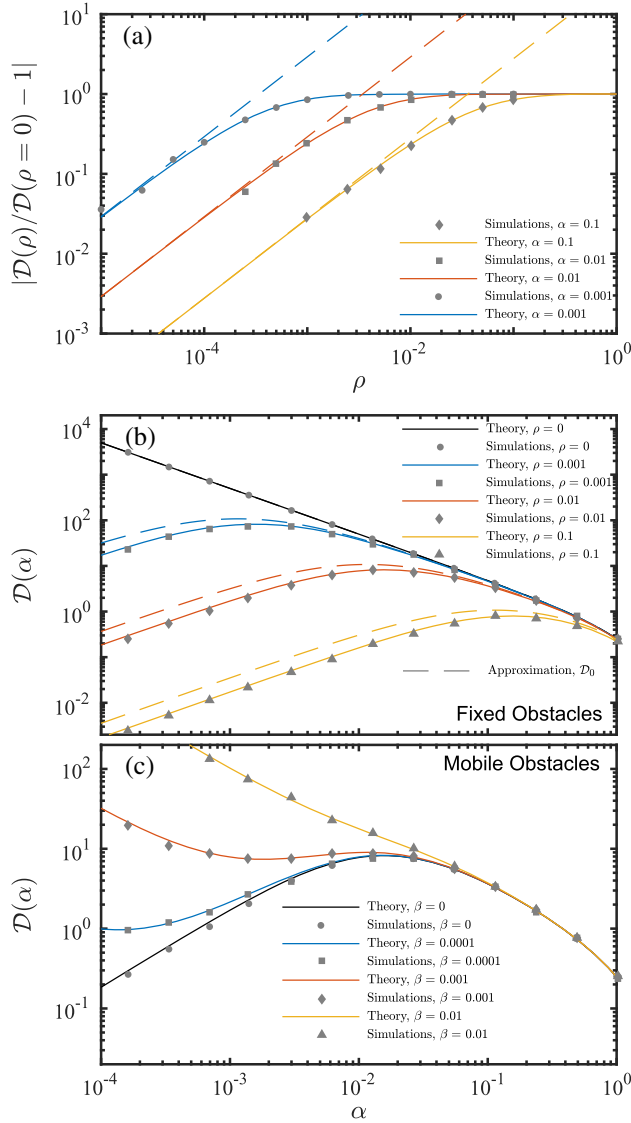 (a)
|𝒟(ρ)/𝒟(ρ = 0) − 1|
10^1
10^0
10^-1
10^-2
10^-3
Simulations, α = 0.1
Theory, α = 0.1
Simulations, α = 0.01
Theory, α = 0.01
Simulations, α = 0.001
Theory, α = 0.001
10^-4
10^-2
10^0
ρ
(b)
𝒟(α)
10^4
10^2
10^0
10^-2
Theory, ρ = 0
Simulations, ρ = 0
Theory, ρ = 0.001
Simulations, ρ = 0.001
Theory, ρ = 0.01
Simulations, ρ = 0.01
Theory, ρ = 0.1
Simulations, ρ = 0.1
Approximation, 𝒟₀
Fixed Obstacles
(c)
Mobile Obstacles
𝒟(α)
10^2
10^1
10^0
10^-1
Theory, β = 0
Simulations, β = 0
Theory, β = 0.0001
Simulations, β = 0.0001
Theory, β = 0.001
Simulations, β = 0.001
Theory, β = 0.01
Simulations, β = 0.01
10^-4
10^-3
10^-2
10^-1
10^0
α